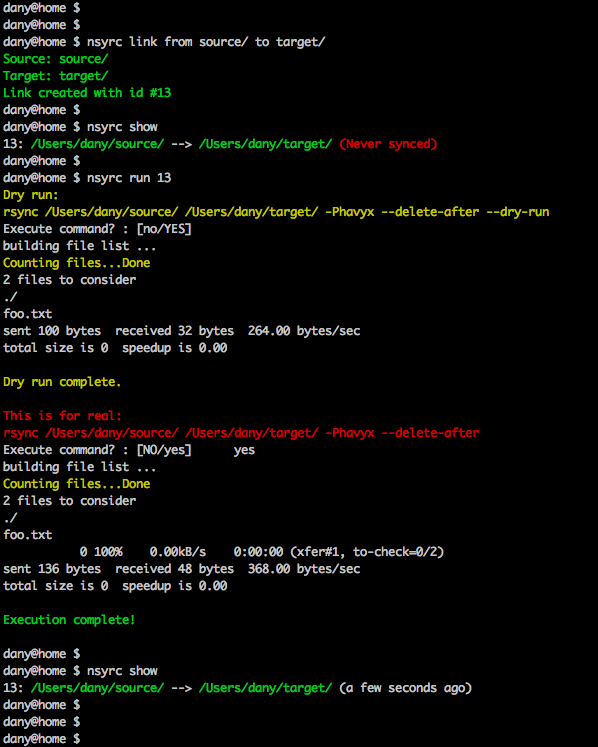 dany@home $
dany@home $
dany@home $ nsyrc link from source/ to target/
Source: source/
Target: target/
Link created with id #13
dany@home $
dany@home $ nsyrc show
13: /Users/dany/source/ --> /Users/dany/target/ (Never synced)
dany@home $
dany@home $ nsyrc run 13
Dry run:
rsync /Users/dany/source/ /Users/dany/target/ -Phavyx --delete-after --dry-run
Execute command? : [no/YES]
building file list ...
Counting files...Done
2 files to consider
./
foo.txt
sent 100 bytes  received 32 bytes  264.00 bytes/sec
total size is 0  speedup is 0.00
Dry run complete.
This is for real:
rsync /Users/dany/source/ /Users/dany/target/ -Phavyx --delete-after
Execute command? : [NO/yes]      yes
building file list ...
Counting files...Done
2 files to consider
./
foo.txt
           0 100%    0.00kB/s    0:00:00 (xfer#1, to-check=0/2)
sent 136 bytes  received 48 bytes  368.00 bytes/sec
total size is 0  speedup is 0.00
Execution complete!
dany@home $
dany@home $ nsyrc show
13: /Users/dany/source/ --> /Users/dany/target/ (a few seconds ago)
dany@home $
dany@home $
dany@home $